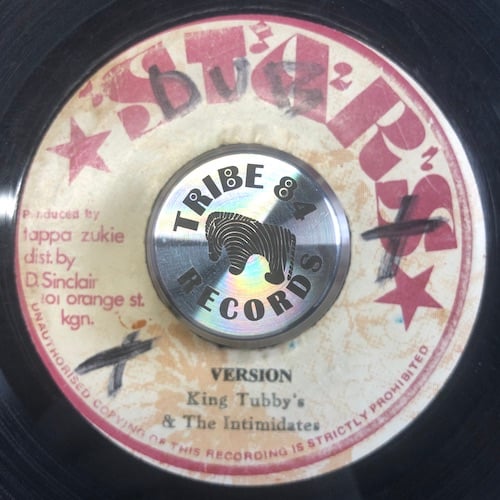 STARS
DUB
Produced by
tappa zukie
dist. by
D. Sinclair
101 orange st.
kgn.
TRIBE 84
RECORDS
VERSION
King Tubby's
& The Intimidates
UNAUTHORISED COPYING OF THIS RECORDING IS STRICTLY PROHIBITED